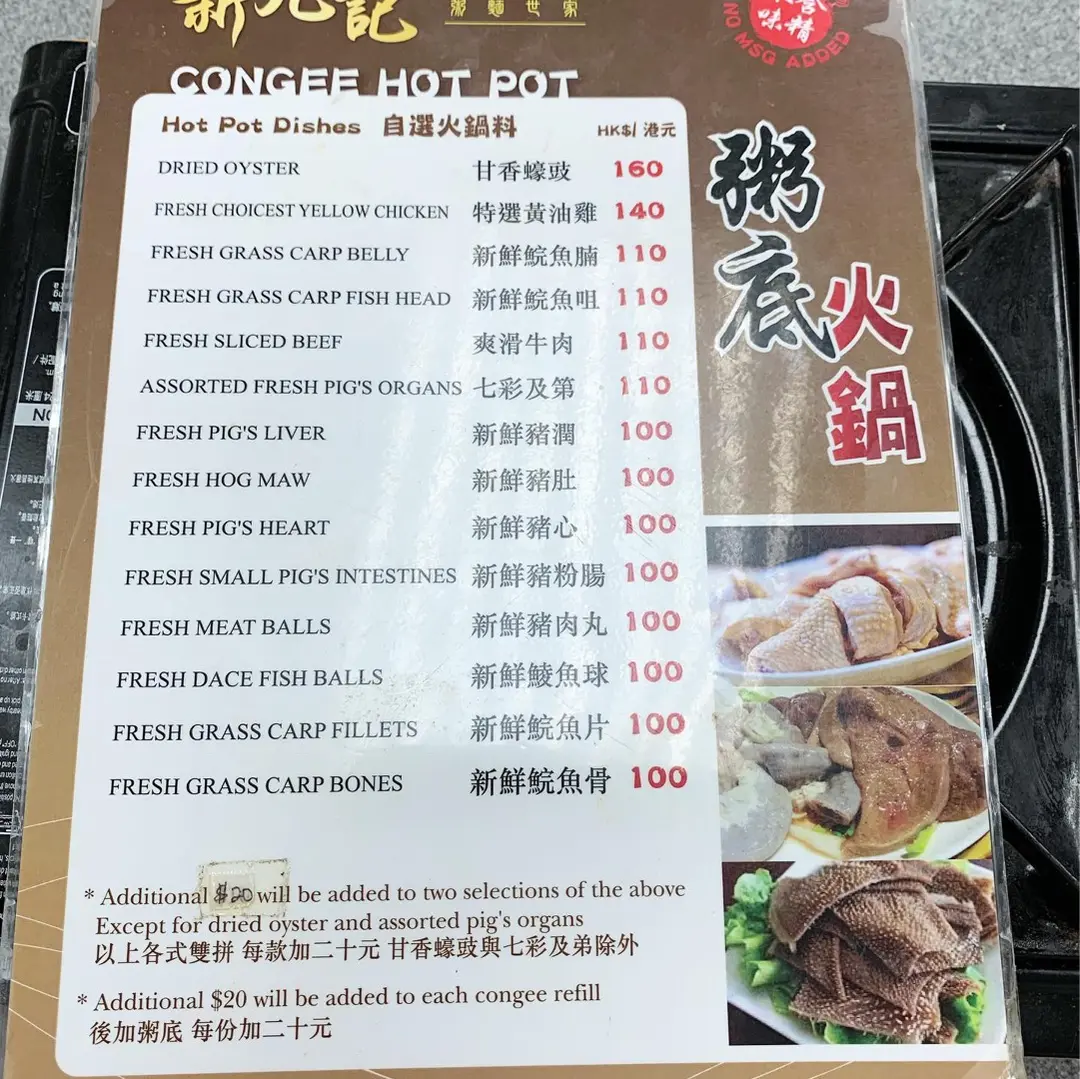 記
粥麵世家
味精
NO MSG ADDED
CONGEE HOT POT
Hot Pot Dishes 自選火鍋料 HK$/ 港元
DRIED OYSTER 甘香蠔豉 160
FRESH CHOICEST YELLOW CHICKEN 特選黃油雞 140
FRESH GRASS CARP BELLY 新鮮鯇魚腩 110
FRESH GRASS CARP FISH HEAD 新鮮鯇魚咀 110
FRESH SLICED BEEF 爽滑牛肉 110
ASSORTED FRESH PIG'S ORGANS 七彩及第 110
FRESH PIG'S LIVER 新鮮豬潤 100
FRESH HOG MAW 新鮮豬肚 100
FRESH PIG'S HEART 新鮮豬心 100
FRESH SMALL PIG'S INTESTINES 新鮮豬粉腸 100
FRESH MEAT BALLS 新鮮豬肉丸 100
FRESH DACE FISH BALLS 新鮮鯪魚球 100
FRESH GRASS CARP FILLETS 新鮮鯇魚片 100
FRESH GRASS CARP BONES 新鮮鯇魚骨 100
* Additional $20 will be added to two selections of the above
Except for dried oyster and assorted pig's organs
以上各式雙拼 每款加二十元 甘香蠔豉與七彩及弟除外
* Additional $20 will be added to each congee refill
後加粥底 每份加二十元
粥底
火鍋